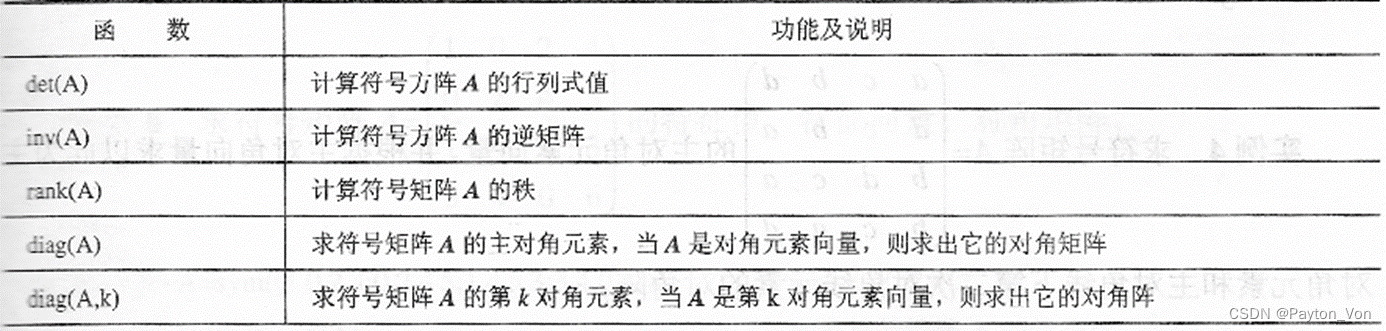 函 数 功能及说明
det(A) 计算符号方阵 A 的行列式值
inv(A) 计算符号方阵 A 的逆矩阵
rank(A) 计算符号矩阵 A 的秩
diag(A) 求符号矩阵 A 的主对角元素，当 A 是对角元素向量，则求出它的对角矩阵
diag(A,k) 求符号矩阵 A 的第 k 对角元素，当 A 是第 k 对角元素向量，则求出它的对角阵
CSDN @Payton_Von